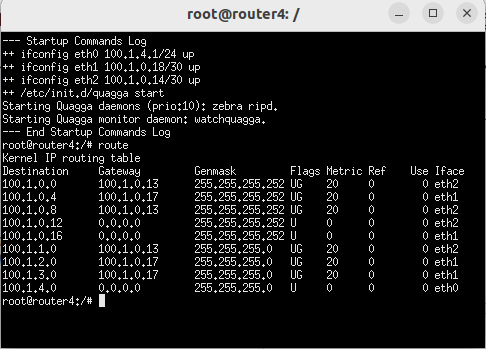 root@router4: /
--- Startup Commands Log
++ ifconfig eth0 100.1.4.1/24 up
++ ifconfig eth1 100.1.0.18/30 up
++ ifconfig eth2 100.1.0.14/30 up
++ /etc/init.d/quagga start
Starting Quagga daemons (prio:10): zebra ripd.
Starting Quagga monitor daemon: watchquagga.
--- End Startup Commands Log
root@router4:/# route
Kernel IP routing table
Destination     Gateway         Genmask         Flags Metric Ref    Use Iface
100.1.0.0       100.1.0.13      255.255.255.252 UG    20     0        0 eth2
100.1.0.4       100.1.0.17      255.255.255.252 UG    20     0        0 eth1
100.1.0.8       100.1.0.13      255.255.255.252 UG    20     0        0 eth2
100.1.0.12      0.0.0.0         255.255.255.252 U     0      0        0 eth2
100.1.0.16      0.0.0.0         255.255.255.252 U     0      0        0 eth1
100.1.1.0       100.1.0.13      255.255.255.0   UG    20     0        0 eth2
100.1.2.0       100.1.0.17      255.255.255.0   UG    20     0        0 eth1
100.1.3.0       100.1.0.17      255.255.255.0   UG    20     0        0 eth1
100.1.4.0       0.0.0.0         255.255.255.0   U     0      0        0 eth0
root@router4:/#